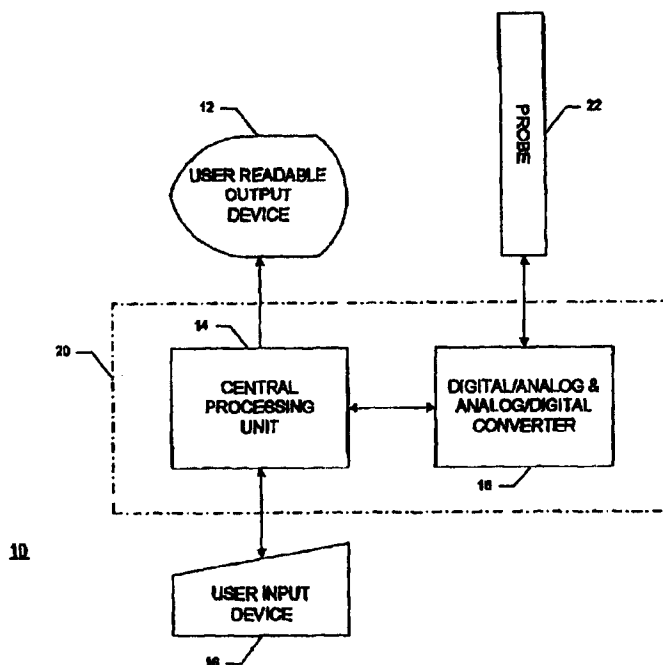 12
USER READABLE
OUTPUT
DEVICE
PROBE
22
20
14
CENTRAL
PROCESSING
UNIT
DIGITAL/ANALOG &
ANALOG/DIGITAL
CONVERTER
10
USER INPUT
DEVICE